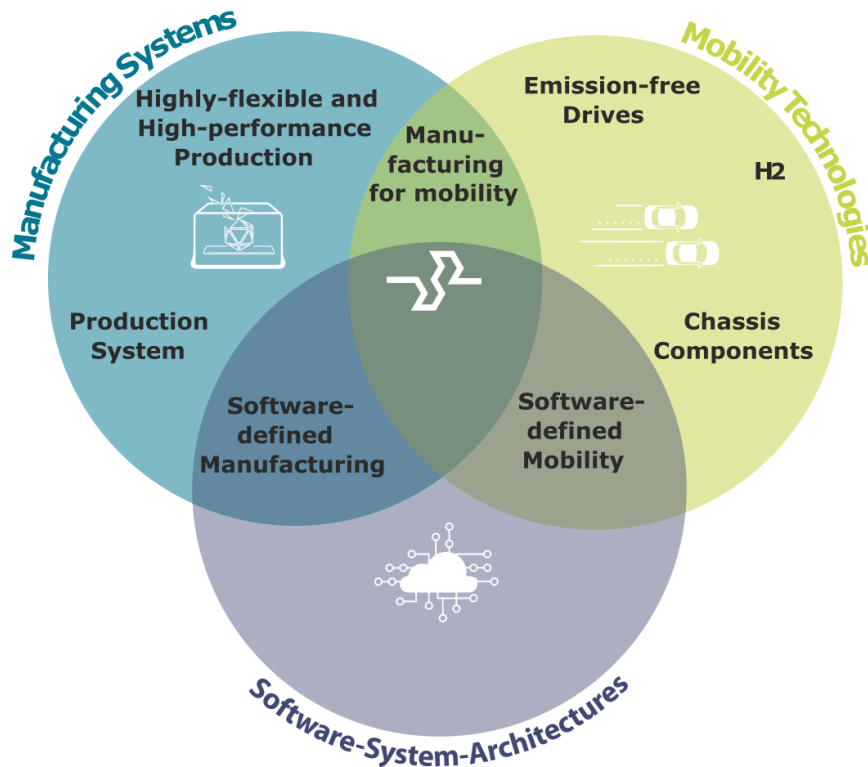 Manufacturing Systems
Mobility Technologies
Highly-flexible and
High-performance
Production
Manu-
facturing
for mobility
Emission-free
Drives
H2
Production
System
Chassis
Components
Software-
defined
Manufacturing
Software-
defined
Mobility
Software-System-Architectures